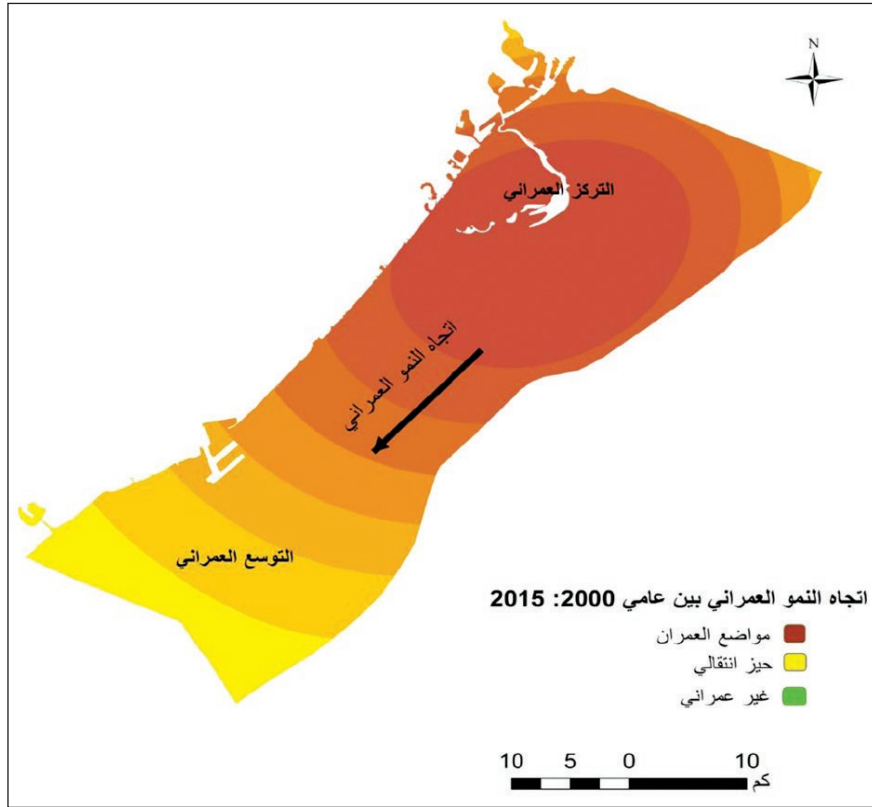 N
التركز العمراني
اتجاه النمو العمراني
التوسع العمراني
اتجاه النمو العمراني بين عامي 2000: 2015
مواضع العمران
حيز انتقالي
غير عمراني
10 5 0 10
كم